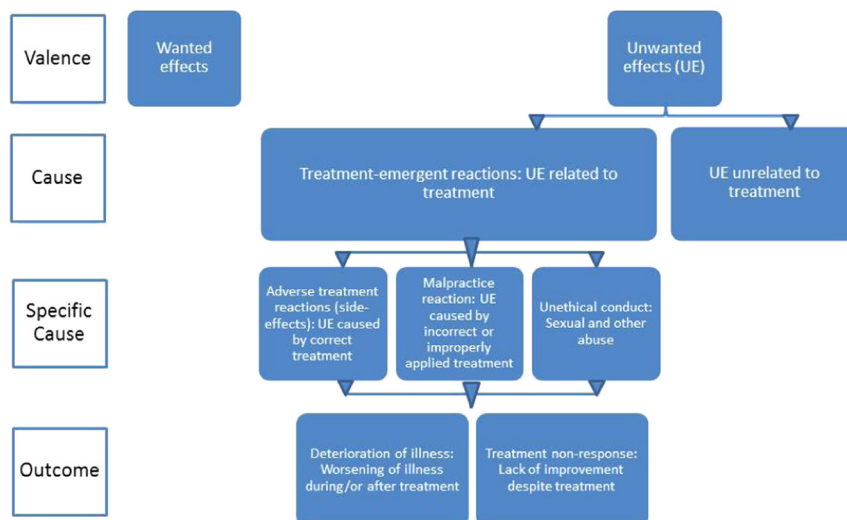 Valence
Wanted
effects
Unwanted
effects (UE)
Cause
Treatment-emergent reactions: UE related to
treatment
UE unrelated to
treatment
Specific
Cause
Adverse treatment
reactions (side-
effects): UE caused
by correct
treatment
Malpractice
reaction: UE
caused by
incorrect or
improperly
applied treatment
Unethical conduct:
Sexual and other
abuse
Outcome
Deterioration of illness:
Worsening of illness
during/or after treatment
Treatment non-response:
Lack of improvement
despite treatment